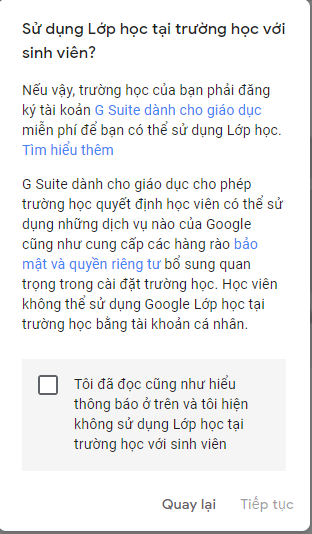 Sử dụng Lớp học tại trường học với
sinh viên?
Nếu vậy, trường học của bạn phải đăng
ký tài koản G Suite dành cho giáo dục
miễn phí để bạn có thể sử dụng Lớp học.
Tìm hiểu thêm
G Suite dành cho giáo dục cho phép
trường học quyết định học viên có thể sử
dụng những dịch vụ nào của Google
cũng như cung cấp các hàng rào bảo
mật và quyền riêng tư bổ sung quan
trọng trong cài đặt trường học. Học viên
không thể sử dụng Google Lớp học tại
trường học bằng tài khoản cá nhân.
Tôi đã đọc cũng như hiểu
thông báo ở trên và tôi hiện
không sử dụng Lớp học tại
trường học với sinh viên
Quay lại Tiếp tục